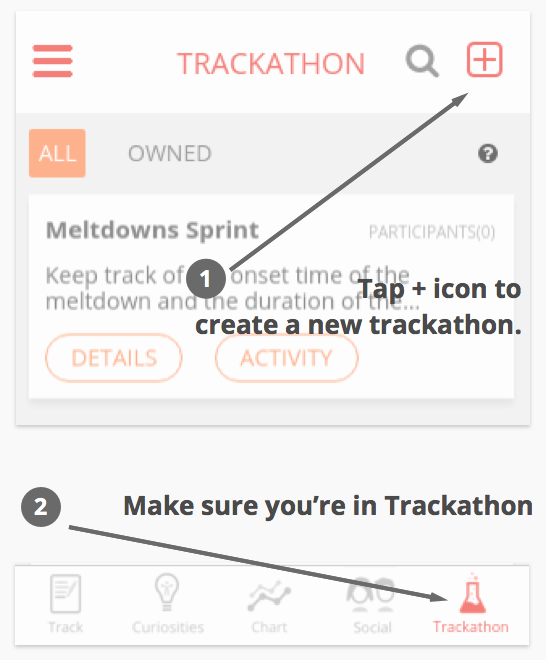 TRACKATHON
ALL OWNED
Meltdowns Sprint PARTICIPANTS(0)
Keep track of onset time of the
meltdown and the duration of the...
1
Tap + icon to
create a new trackathon.
DETAILS ACTIVITY
2 Make sure you’re in Trackathon
Track Curiosities Chart Social Trackathon